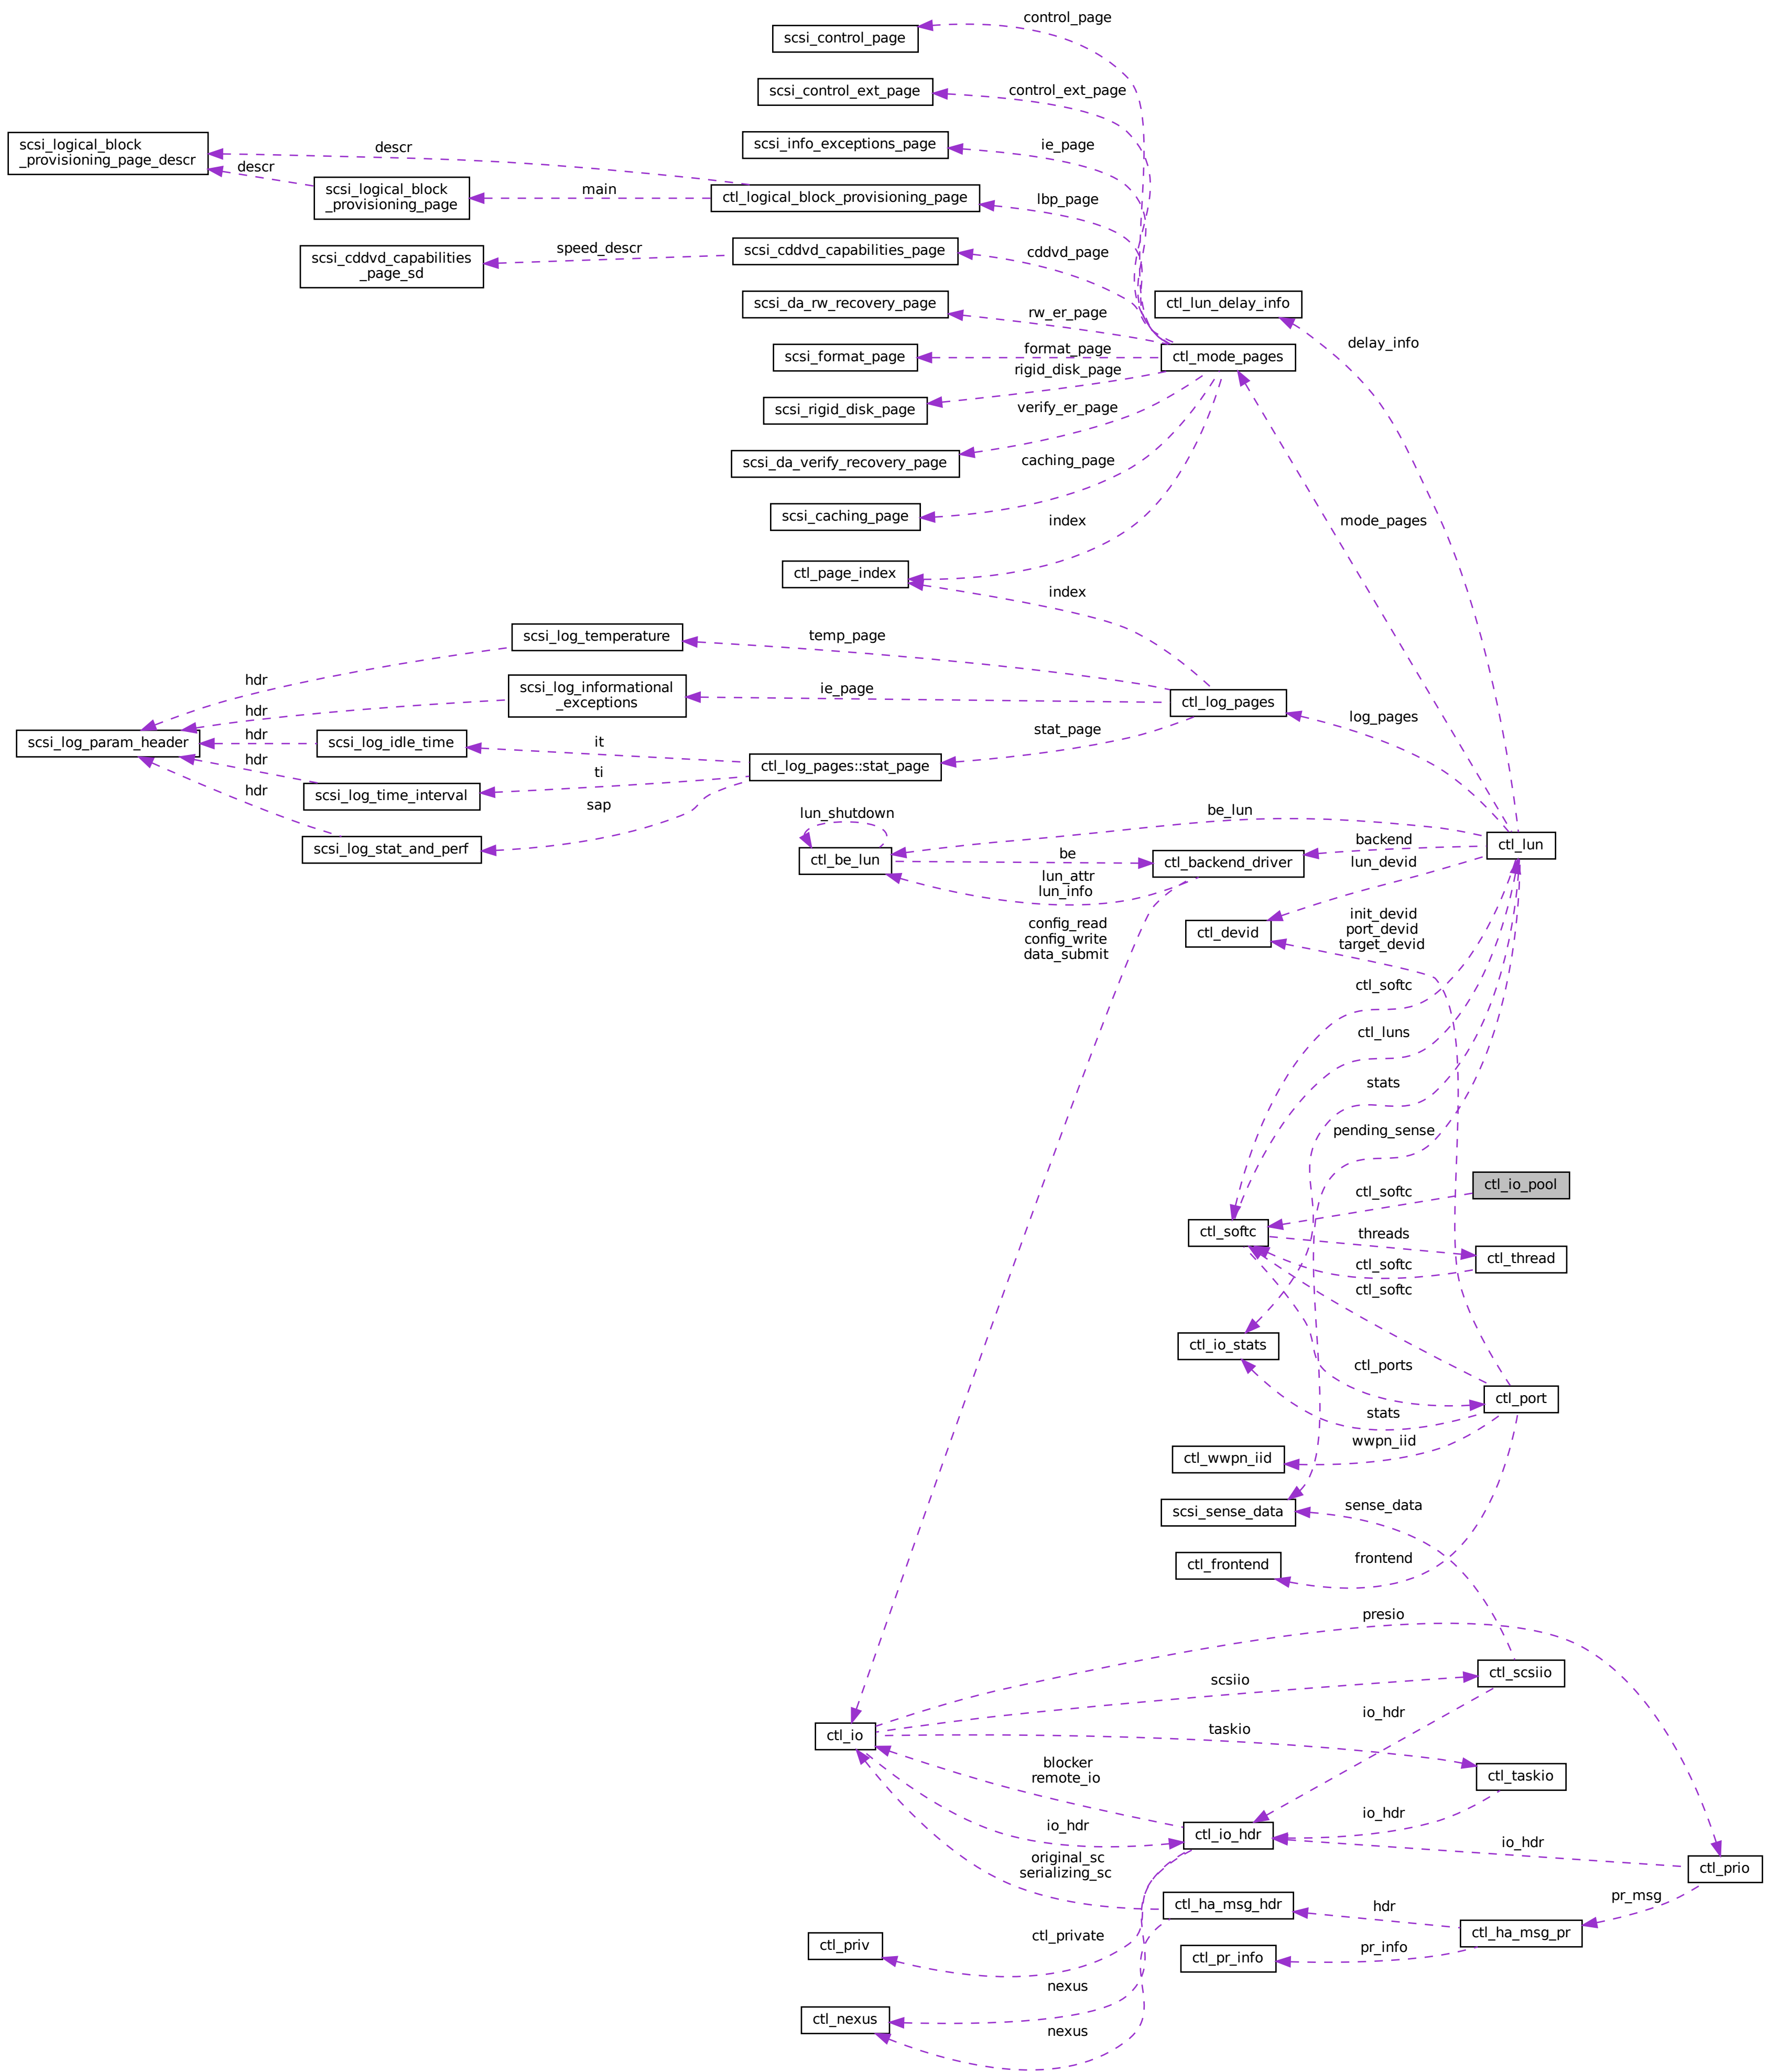 control_page
scsi_control_page
control_ext_page
scsi_control_ext_page
ie_page
scsi_info_exceptions_page
scsi_logical_block
_provisioning_page_descr
descr
descr
scsi_logical_block
_provisioning_page
main
ctl_logical_block_provisioning_page
lbp_page
scsi_cddvd_capabilities
_page_sd
speed_descr
scsi_cddvd_capabilities_page
cddvd_page
scsi_da_rw_recovery_page
rw_er_page
ctl_lun_delay_info
delay_info
scsi_format_page
format_page
ctl_mode_pages
rigid_disk_page
scsi_rigid_disk_page
verify_er_page
scsi_da_verify_recovery_page
caching_page
scsi_caching_page
index
mode_pages
ctl_page_index
index
scsi_log_temperature
temp_page
hdr
scsi_log_informational
_exceptions
ie_page
ctl_log_pages
log_pages
hdr
stat_page
scsi_log_param_header
hdr
scsi_log_idle_time
it
ctl_log_pages::stat_page
hdr
ti
scsi_log_time_interval
hdr
sap
scsi_log_stat_and_perf
lun_shutdown
be_lun
ctl_be_lun
be
ctl_backend_driver
backend
ctl_lun
lun_devid
lun_attr
lun_info
config_read
config_write
data_submit
ctl_devid
init_devid
port_devid
target_devid
ctl_softc
ctl_luns
stats
pending_sense
ctl_io_pool
ctl_softc
ctl_softc
threads
ctl_thread
ctl_softc
ctl_softc
ctl_io_stats
ctl_ports
ctl_port
stats
wwpn_iid
ctl_wwpn_iid
scsi_sense_data
sense_data
ctl_frontend
frontend
presio
scsiio
ctl_scsiio
io_hdr
ctl_io
taskio
blocker
remote_io
ctl_taskio
io_hdr
io_hdr
ctl_io_hdr
io_hdr
ctl_prio
original_sc
serializing_sc
pr_msg
ctl_ha_msg_hdr
hdr
ctl_ha_msg_pr
ctl_priv
ctl_private
ctl_pr_info
pr_info
nexus
ctl_nexus
nexus